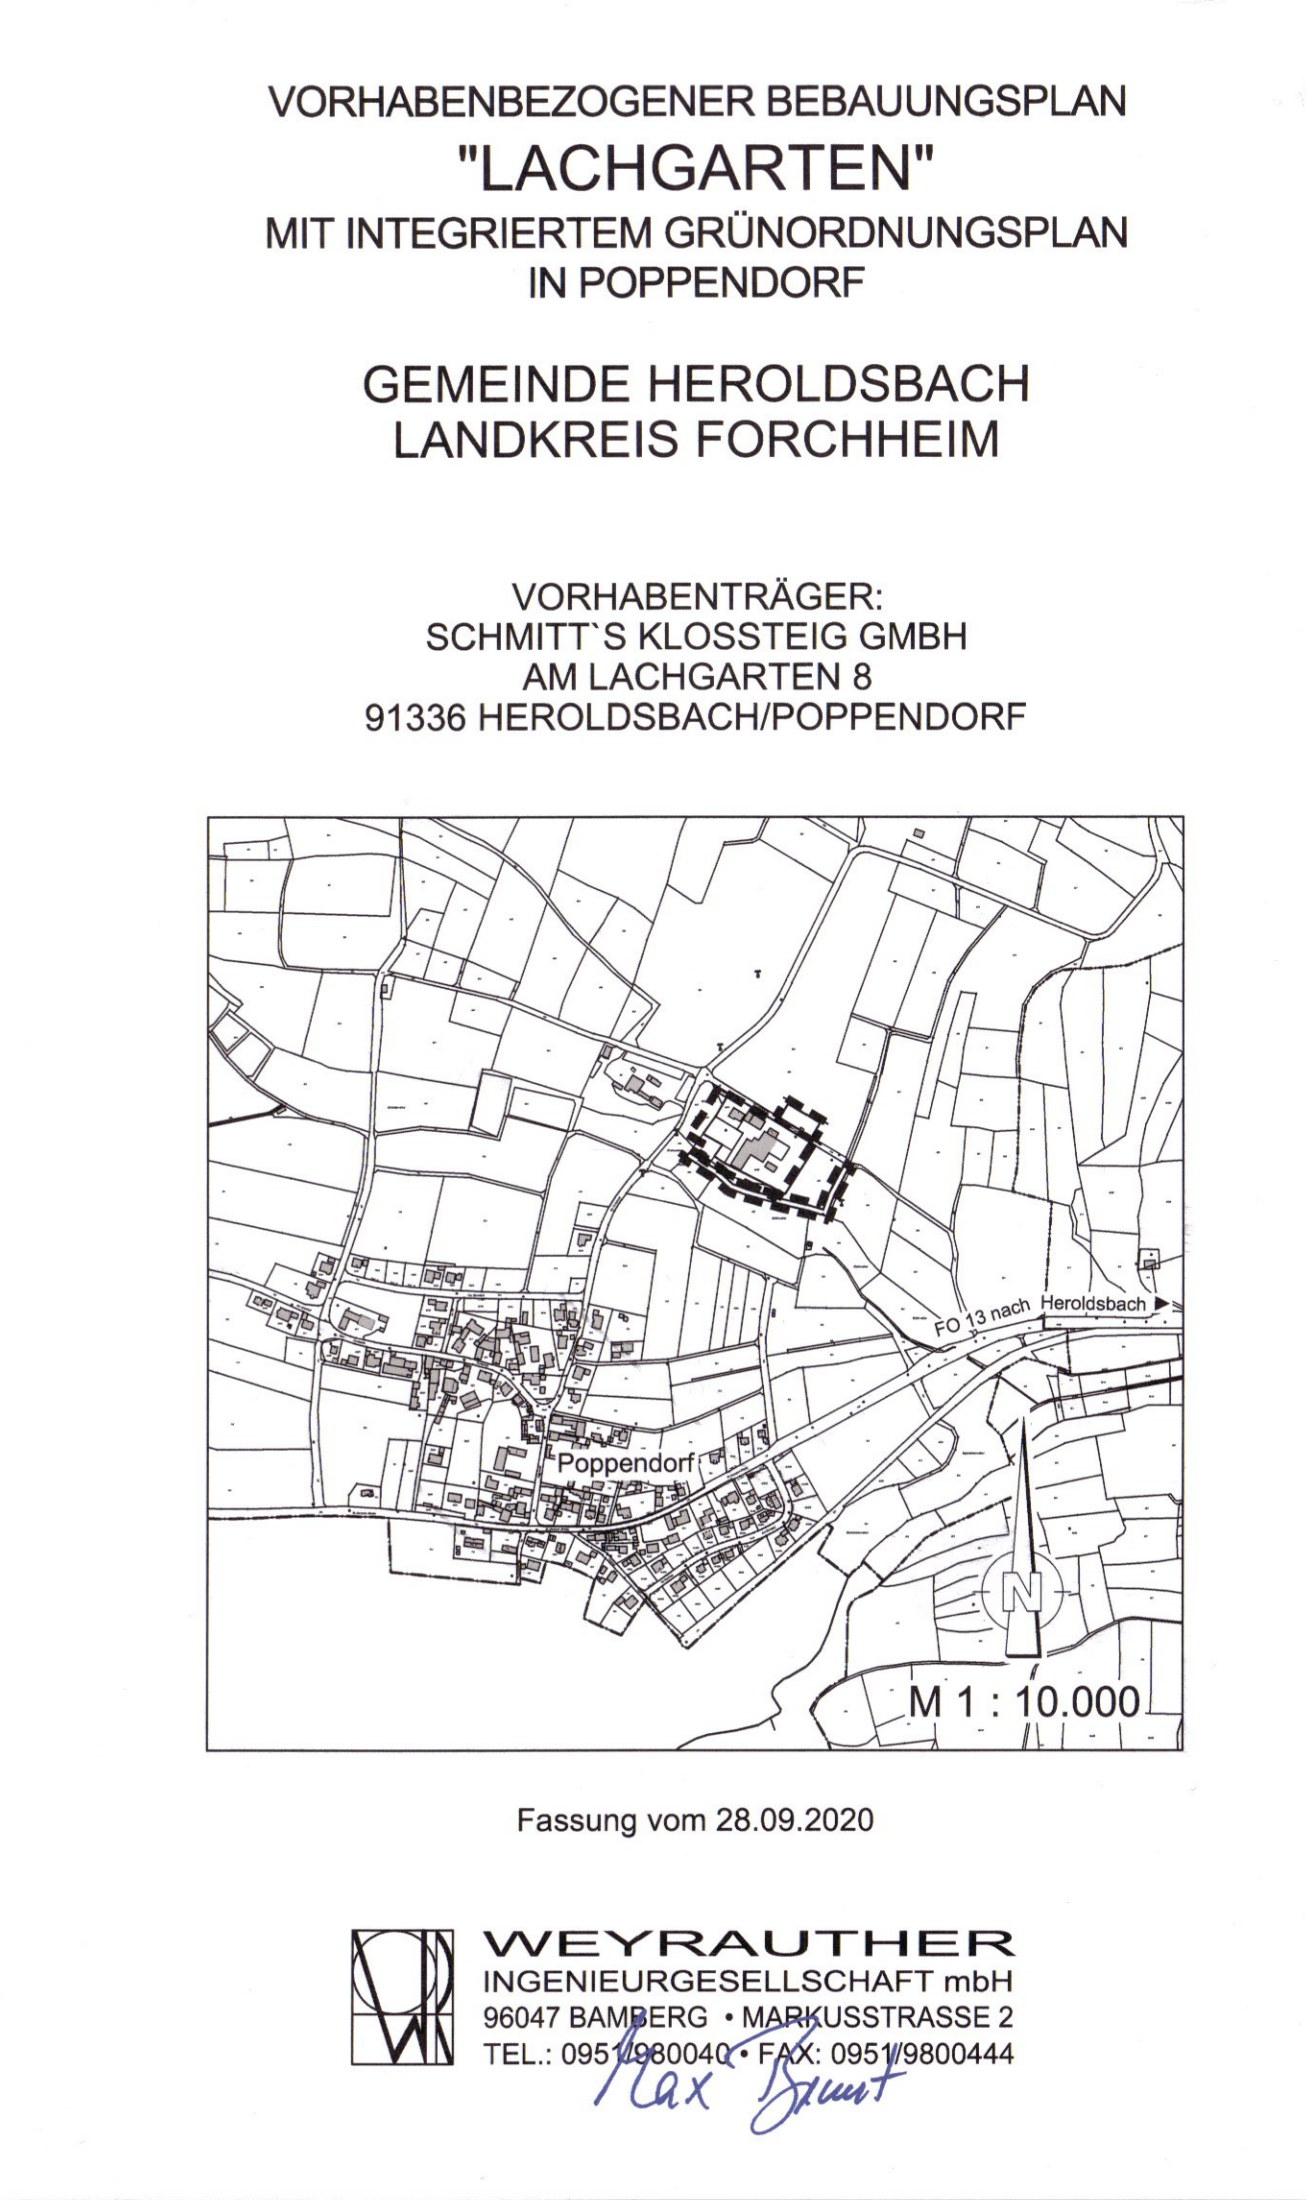 VORHABENBEZOGENER BEBAUUNGSPLAN
"LACHGARTEN"
MIT INTEGRIERTEM GRÜNORDNUNGSPLAN
IN POPPENDORF
GEMEINDE HEROLDSBACH
LANDKREIS FORCHHEIM
VORHABENTRÄGER:
SCHMITT`S KLOSSTEIG GMBH
AM LACHGARTEN 8
91336 HEROLDSBACH/POPPENDORF
FO 13 nach Heroldsbach
Poppendorf
N
M 1 : 10.000
Fassung vom 28.09.2020
WEYRAUTHER
INGENIEURGESELLSCHAFT mbH
96047 BAMBERG • MARKUSSTRASSE 2
TEL.: 0951/980040 • FAX: 0951/9800444
Max